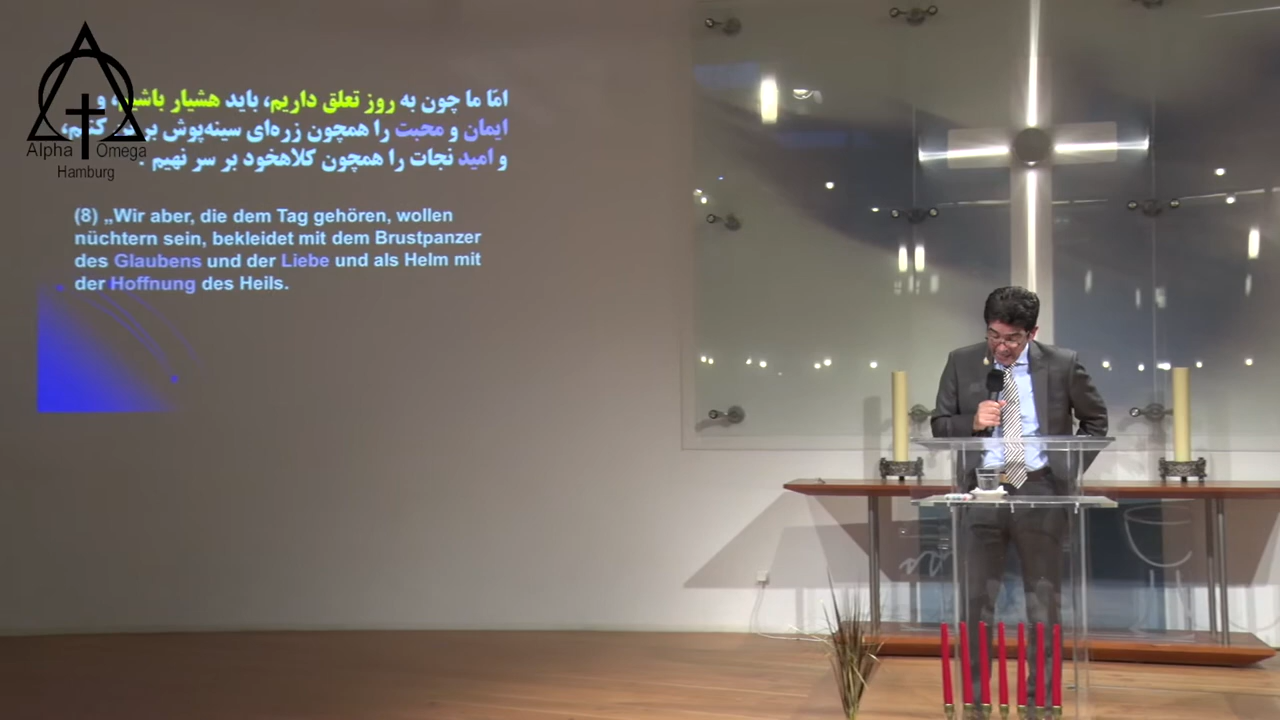 امّا ما چون به روز تعلق داریم، باید هشیار باشیم، و
ایمان و محبت را همچون زره‌ای سینه‌پوش بر کنیم،
و امید نجات را همچون کلاهخود بر سر نهیم .
(8) „Wir aber, die dem Tag gehören, wollen
nüchtern sein, bekleidet mit dem Brustpanzer
des Glaubens und der Liebe und als Helm mit
der Hoffnung des Heils.
Alpha Omega
Hamburg